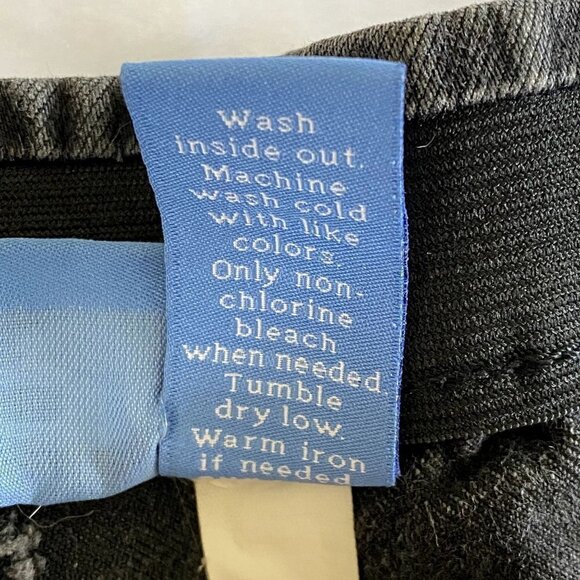 Wash
inside out.
Machine
wash cold
with like
colors.
Only non-
chlorine
bleach
when needed.
Tumble
dry low.
Warm iron
if needed